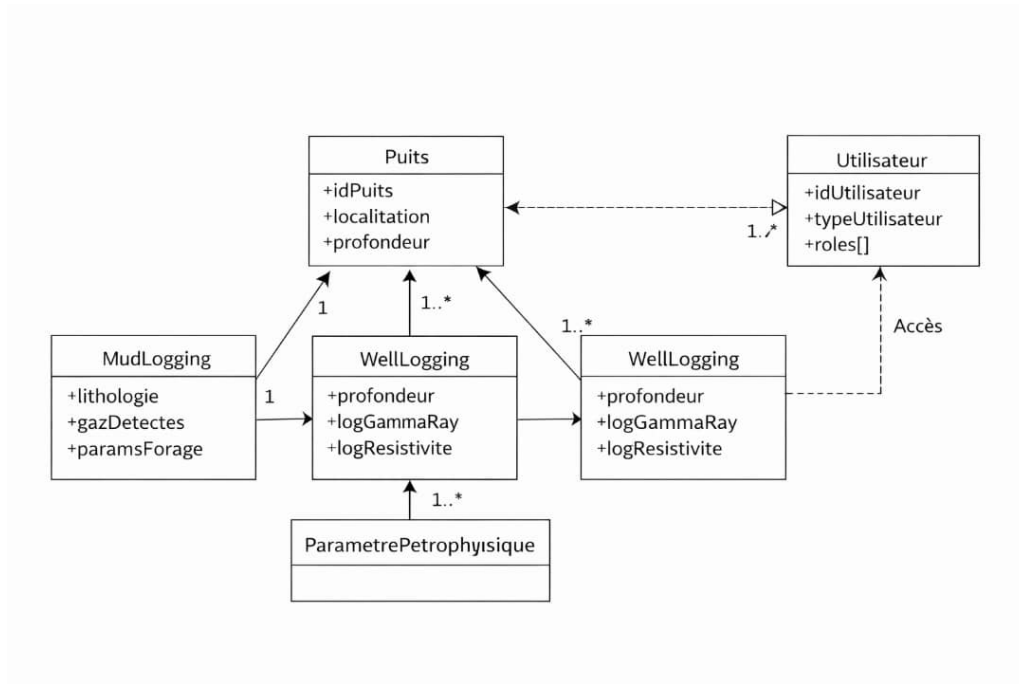 Puits
+idPuits
+localitation
+profondeur
Utilisateur
+idUtilisateur
+typeUtilisateur
+roles[]
1..*
1
1..*
1..*
Accès
MudLogging
+lithologie
+gazDetectes
+paramsForage
1
WellLogging
+profondeur
+logGammaRay
+logResistivite
WellLogging
+profondeur
+logGammaRay
+logResistivite
1..*
ParametrePetrophyısique